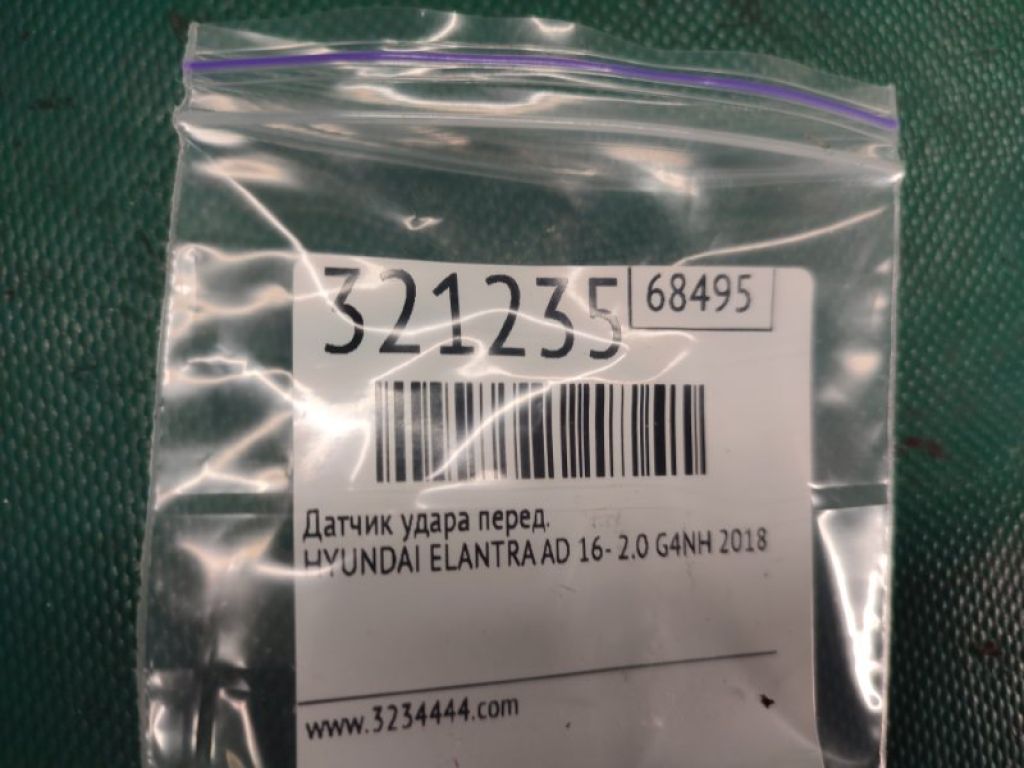 321235
68495
Датчик удара перед.
HYUNDAI ELANTRA AD 16- 2.0 G4NH 2018
www.3234444.com